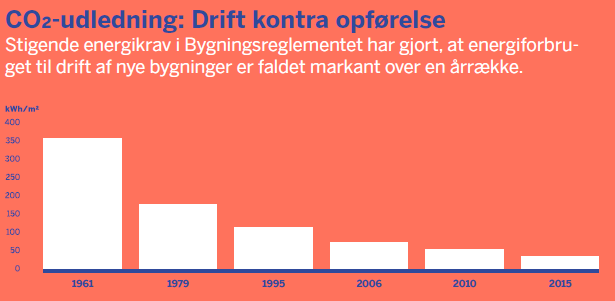 CO₂-udledning: Drift kontra opførelse
Stigende energikrav i Bygningsreglementet har gjort, at energiforbru-
get til drift af nye bygninger er faldet markant over en årrække.
kWh/m²
400
350
300
250
200
150
100
50
0
1961 1979 1995 2006 2010 2015